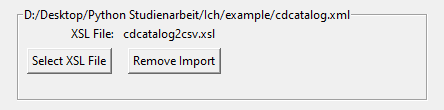 D:/Desktop/Python Studienarbeit/lch/example/cdcatalog.xml
XSL File: cdcatalog2csv.xsl
Select XSL File Remove Import